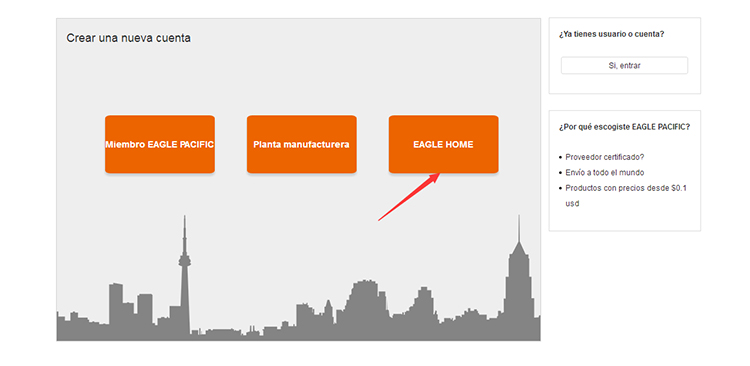 Crear una nueva cuenta
Miembro EAGLE PACIFIC
Planta manufacturera
EAGLE HOME
¿Ya tienes usuario o cuenta?
Si, entrar
¿Por qué escogiste EAGLE PACIFIC?
Proveedor certificado?
Envío a todo el mundo
Productos con precios desde $0.1
usd